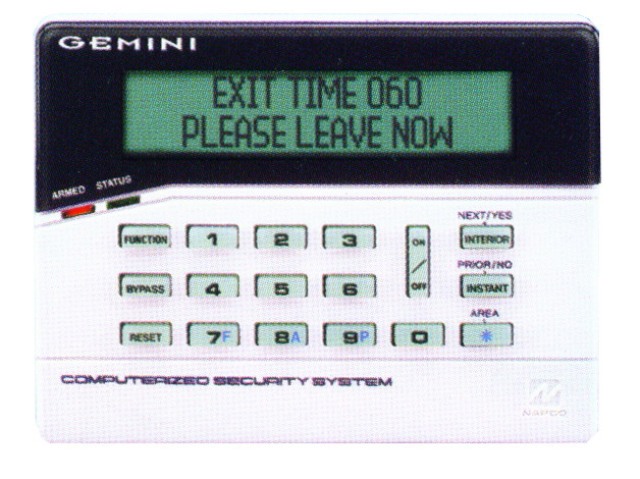 GEMINI
EXIT TIME 060
PLEASE LEAVE NOW
ARMED STATUS
NEXT/YES
FUNCTION 1 2 3 ON / OFF INTERIOR
PRIOR/NO
BYPASS 4 5 6 INSTANT
AREA
RESET 7F 8A 9P 0 *
COMPUTERIZED SECURITY SYSTEM
NAPCO